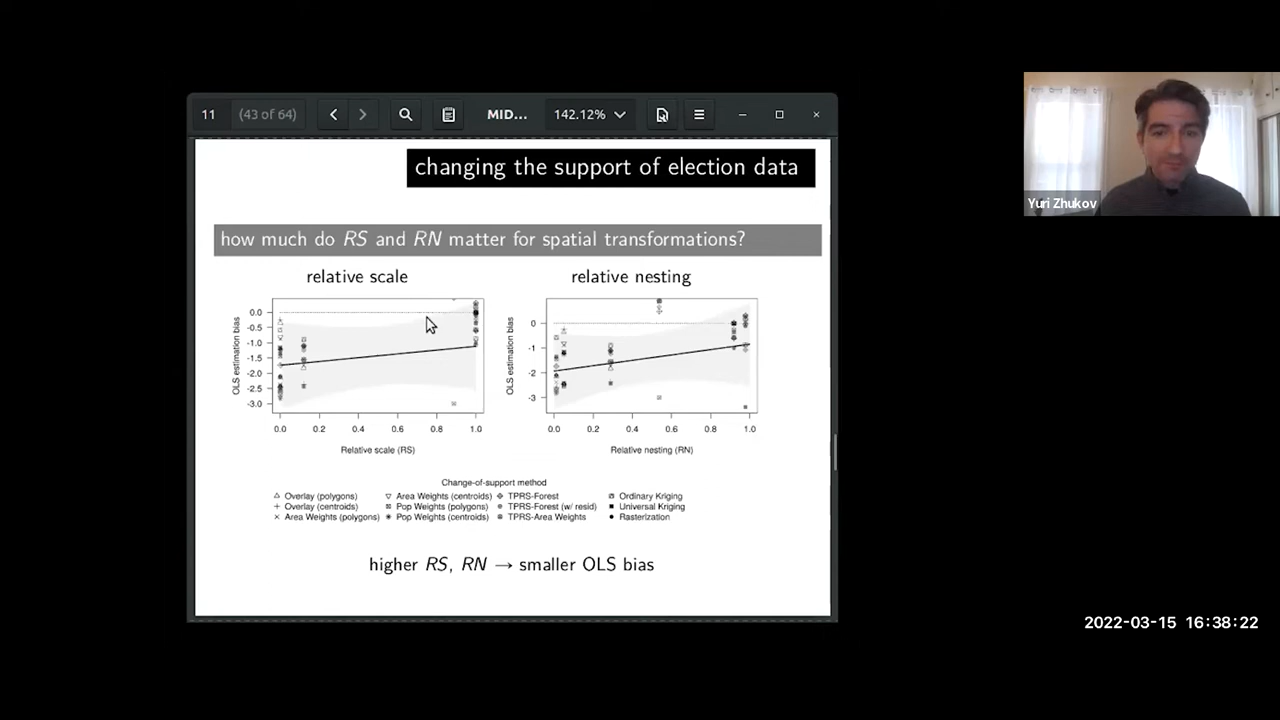 11 (43 of 64) MID... 142.12%
changing the support of election data
how much do RS and RN matter for spatial transformations?
relative scale
relative nesting
OLS estimation bias
0.0
-0.5
-1.0
-1.5
-2.0
-2.5
-3.0
0.0 0.2 0.4 0.6 0.8 1.0
Relative scale (RS)
OLS estimation bias
0
-1
-2
-3
0.0 0.2 0.4 0.6 0.8 1.0
Relative nesting (RN)
Change-of-support method
Overlay (polygons) Area Weights (centroids) TPRS-Forest Ordinary Kriging
Overlay (centroids) Pop Weights (polygons) TPRS-Forest (w/ resid) Universal Kriging
Area Weights (polygons) Pop Weights (centroids) TPRS-Area Weights Rasterization
higher RS, RN → smaller OLS bias
Yuri Zhukov
2022-03-15 16:38:22